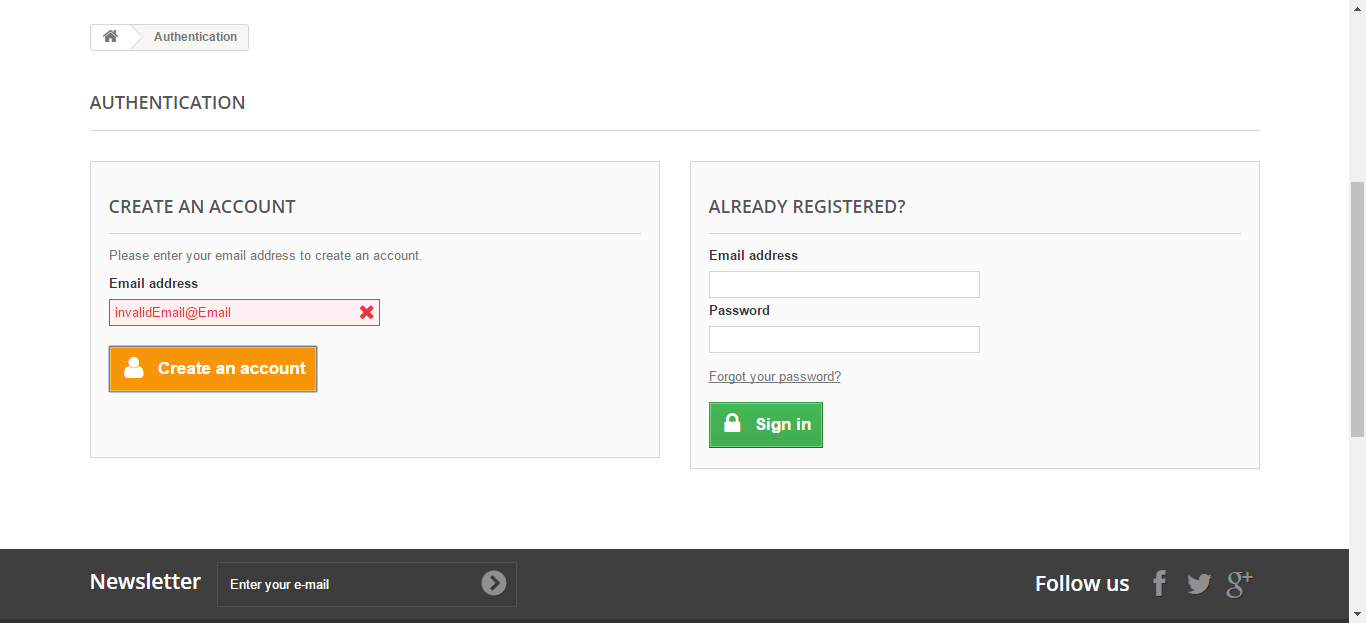 Authentication
AUTHENTICATION
CREATE AN ACCOUNT
Please enter your email address to create an account.
Email address
invalidEmail@Email
Create an account
ALREADY REGISTERED?
Email address
Password
Forgot your password?
Sign in
Newsletter
Enter your e-mail
Follow us